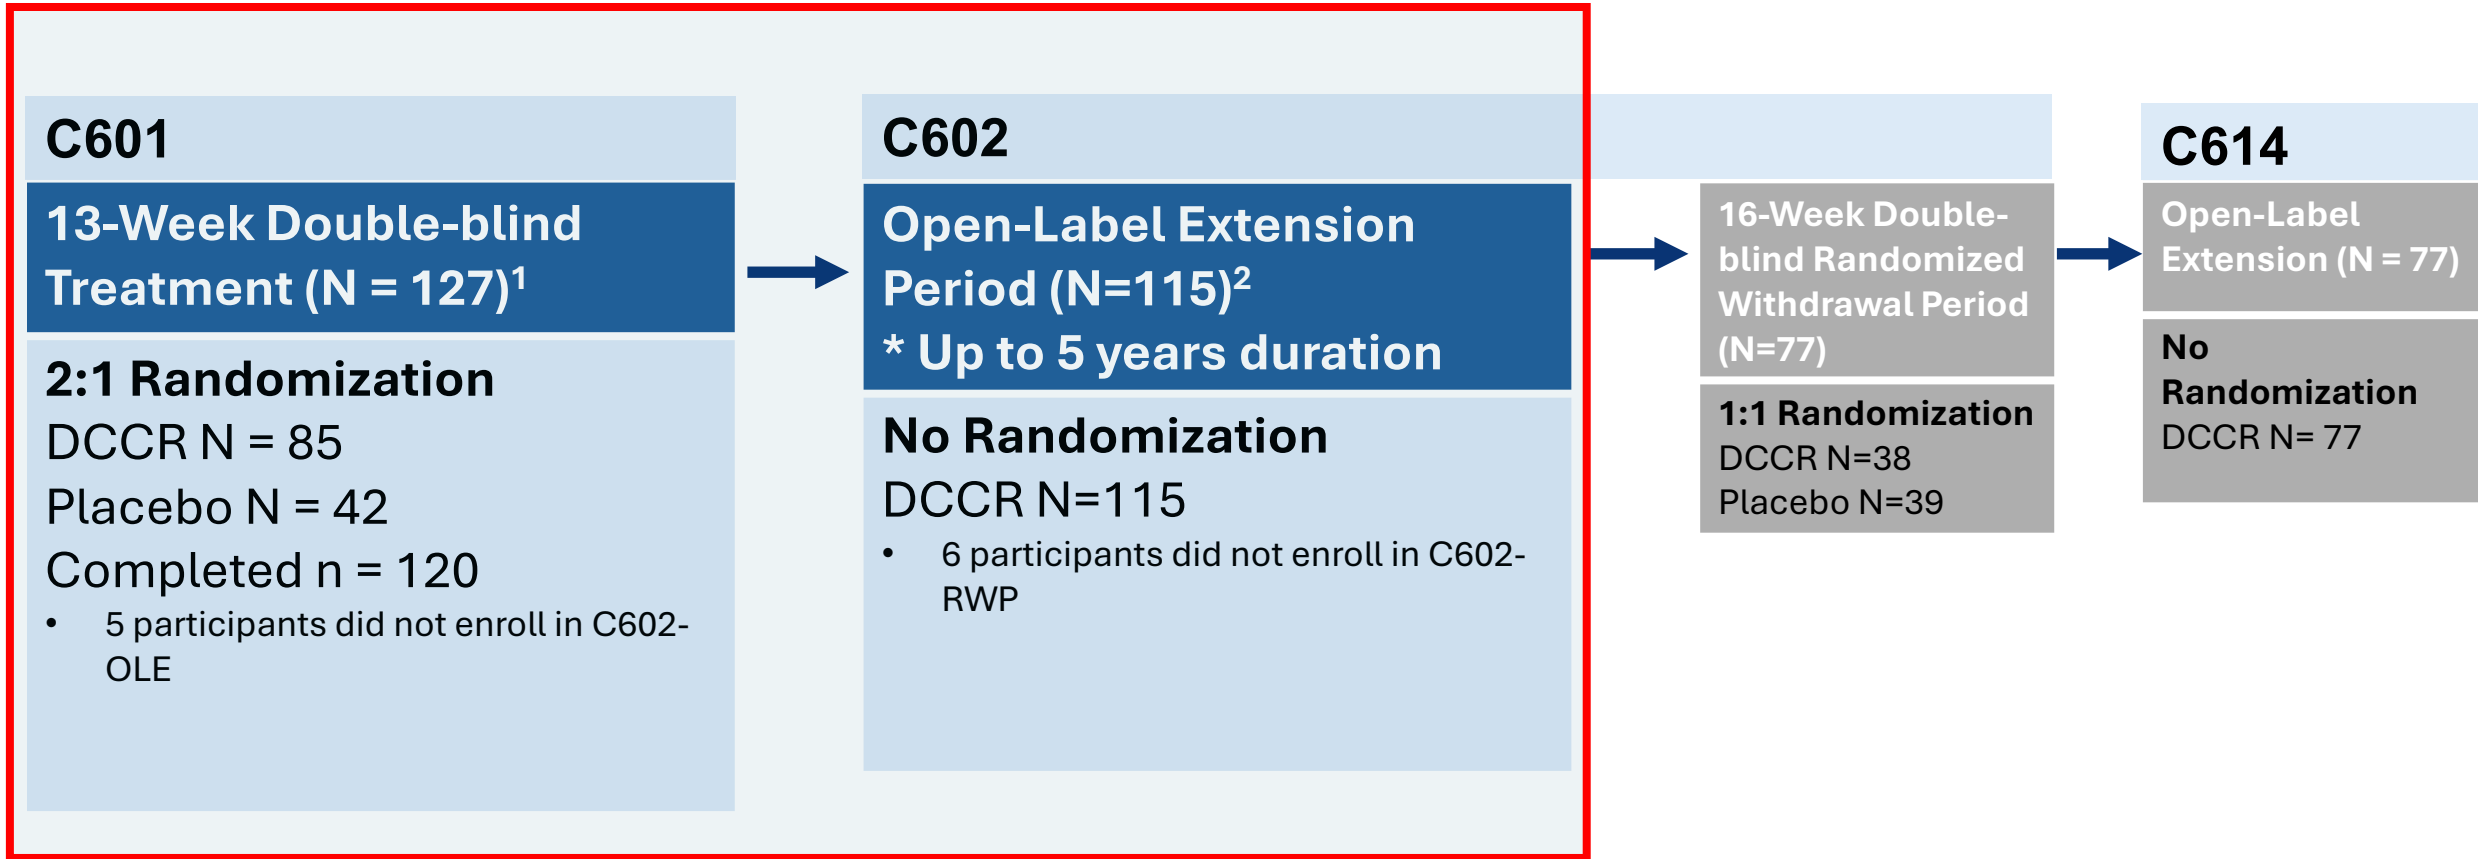 C601
13-Week Double-blind
Treatment (N = 127)¹
2:1 Randomization
DCCR N = 85
Placebo N = 42
Completed n = 120
• 5 participants did not enroll in C602-
OLE
C602
Open-Label Extension
Period (N=115)²
* Up to 5 years duration
No Randomization
DCCR N=115
• 6 participants did not enroll in C602-
RWP
16-Week Double-
blind Randomized
Withdrawal Period
(N=77)
1:1 Randomization
DCCR N=38
Placebo N=39
C614
Open-Label
Extension (N = 77)
No
Randomization
DCCR N= 77